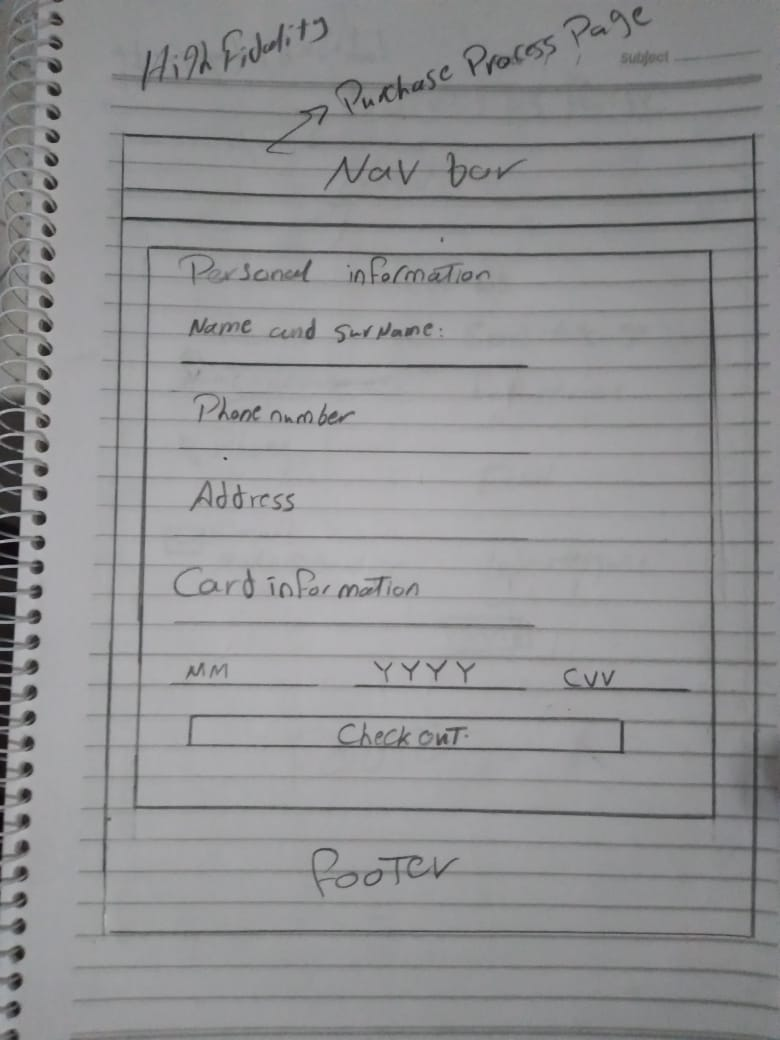 High Fidelity
Purchase Process Page
Subject
Nav bar
Personal information
Name and SurName:
Phone number
Address
Card information
MM YYYY CVV
Check out.
Footer